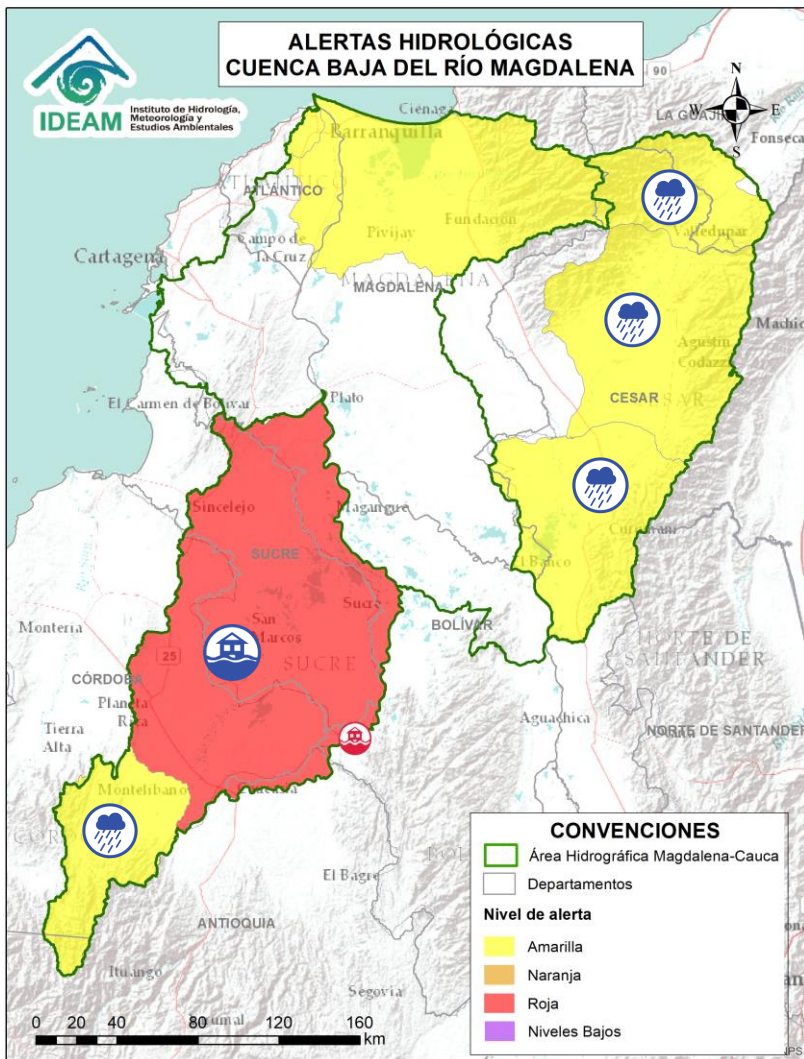 ALERTAS HIDROLÓGICAS
CUENCA BAJA DEL RÍO MAGDALENA
IDEAM
Instituto de Hidrología,
Meteorología y
Estudios Ambientales
90
N
W E
S
Ciénaga
LA GUAJIRA
Barranquilla
Fonseca
ATLÁNTICO
Fundación
Valledupar
Pivijay
Campo de
la Cruz
Cartagena
MAGDALENA
Agustín
Codazzi
El Carmen de Bolívar
Plato
CESAR
Sincelejo
Magangué
SUCRE
El Banco
Sucre
San
Marcos
BOLÍVAR
Montería
SUCRE
25
NORTE DE
SANTANDER
CÓRDOBA
Planeta
Rica
Aguachica
Tierra
Alta
NORTE DE SANTANDER
Montelíbano
El Bagre
ANTIOQUIA
Ituango
Segovia
CONVENCIONES
Área Hidrográfica Magdalena-Cauca
Departamentos
Nivel de alerta
Amarilla
Naranja
Roja
Niveles Bajos
0 20 40 80 120 160
km